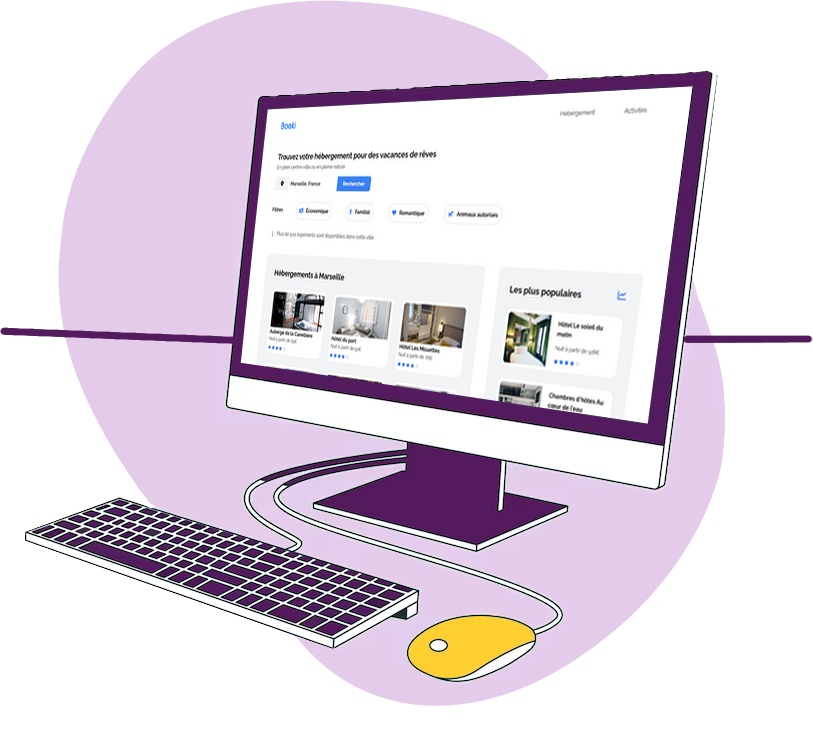 Booki
Hébergement
Activités
Trouvez votre hébergement pour des vacances de rêves
En plein centre-ville ou en pleine nature
Marseille, France
Rechercher
Filtres
Économique
Familial
Romantique
Animaux autorisés
Plus de 500 logements sont disponibles dans cette ville
Hébergements à Marseille
Auberge de la Canebière
Nuit à partir de 25€
Hôtel du port
Nuit à partir de 52€
Hôtel Les Mouettes
Nuit à partir de 76€
Les plus populaires
Hôtel Le soleil du
matin
Nuit à partir de 128€
Chambres d'hôtes Au
cœur de l'eau